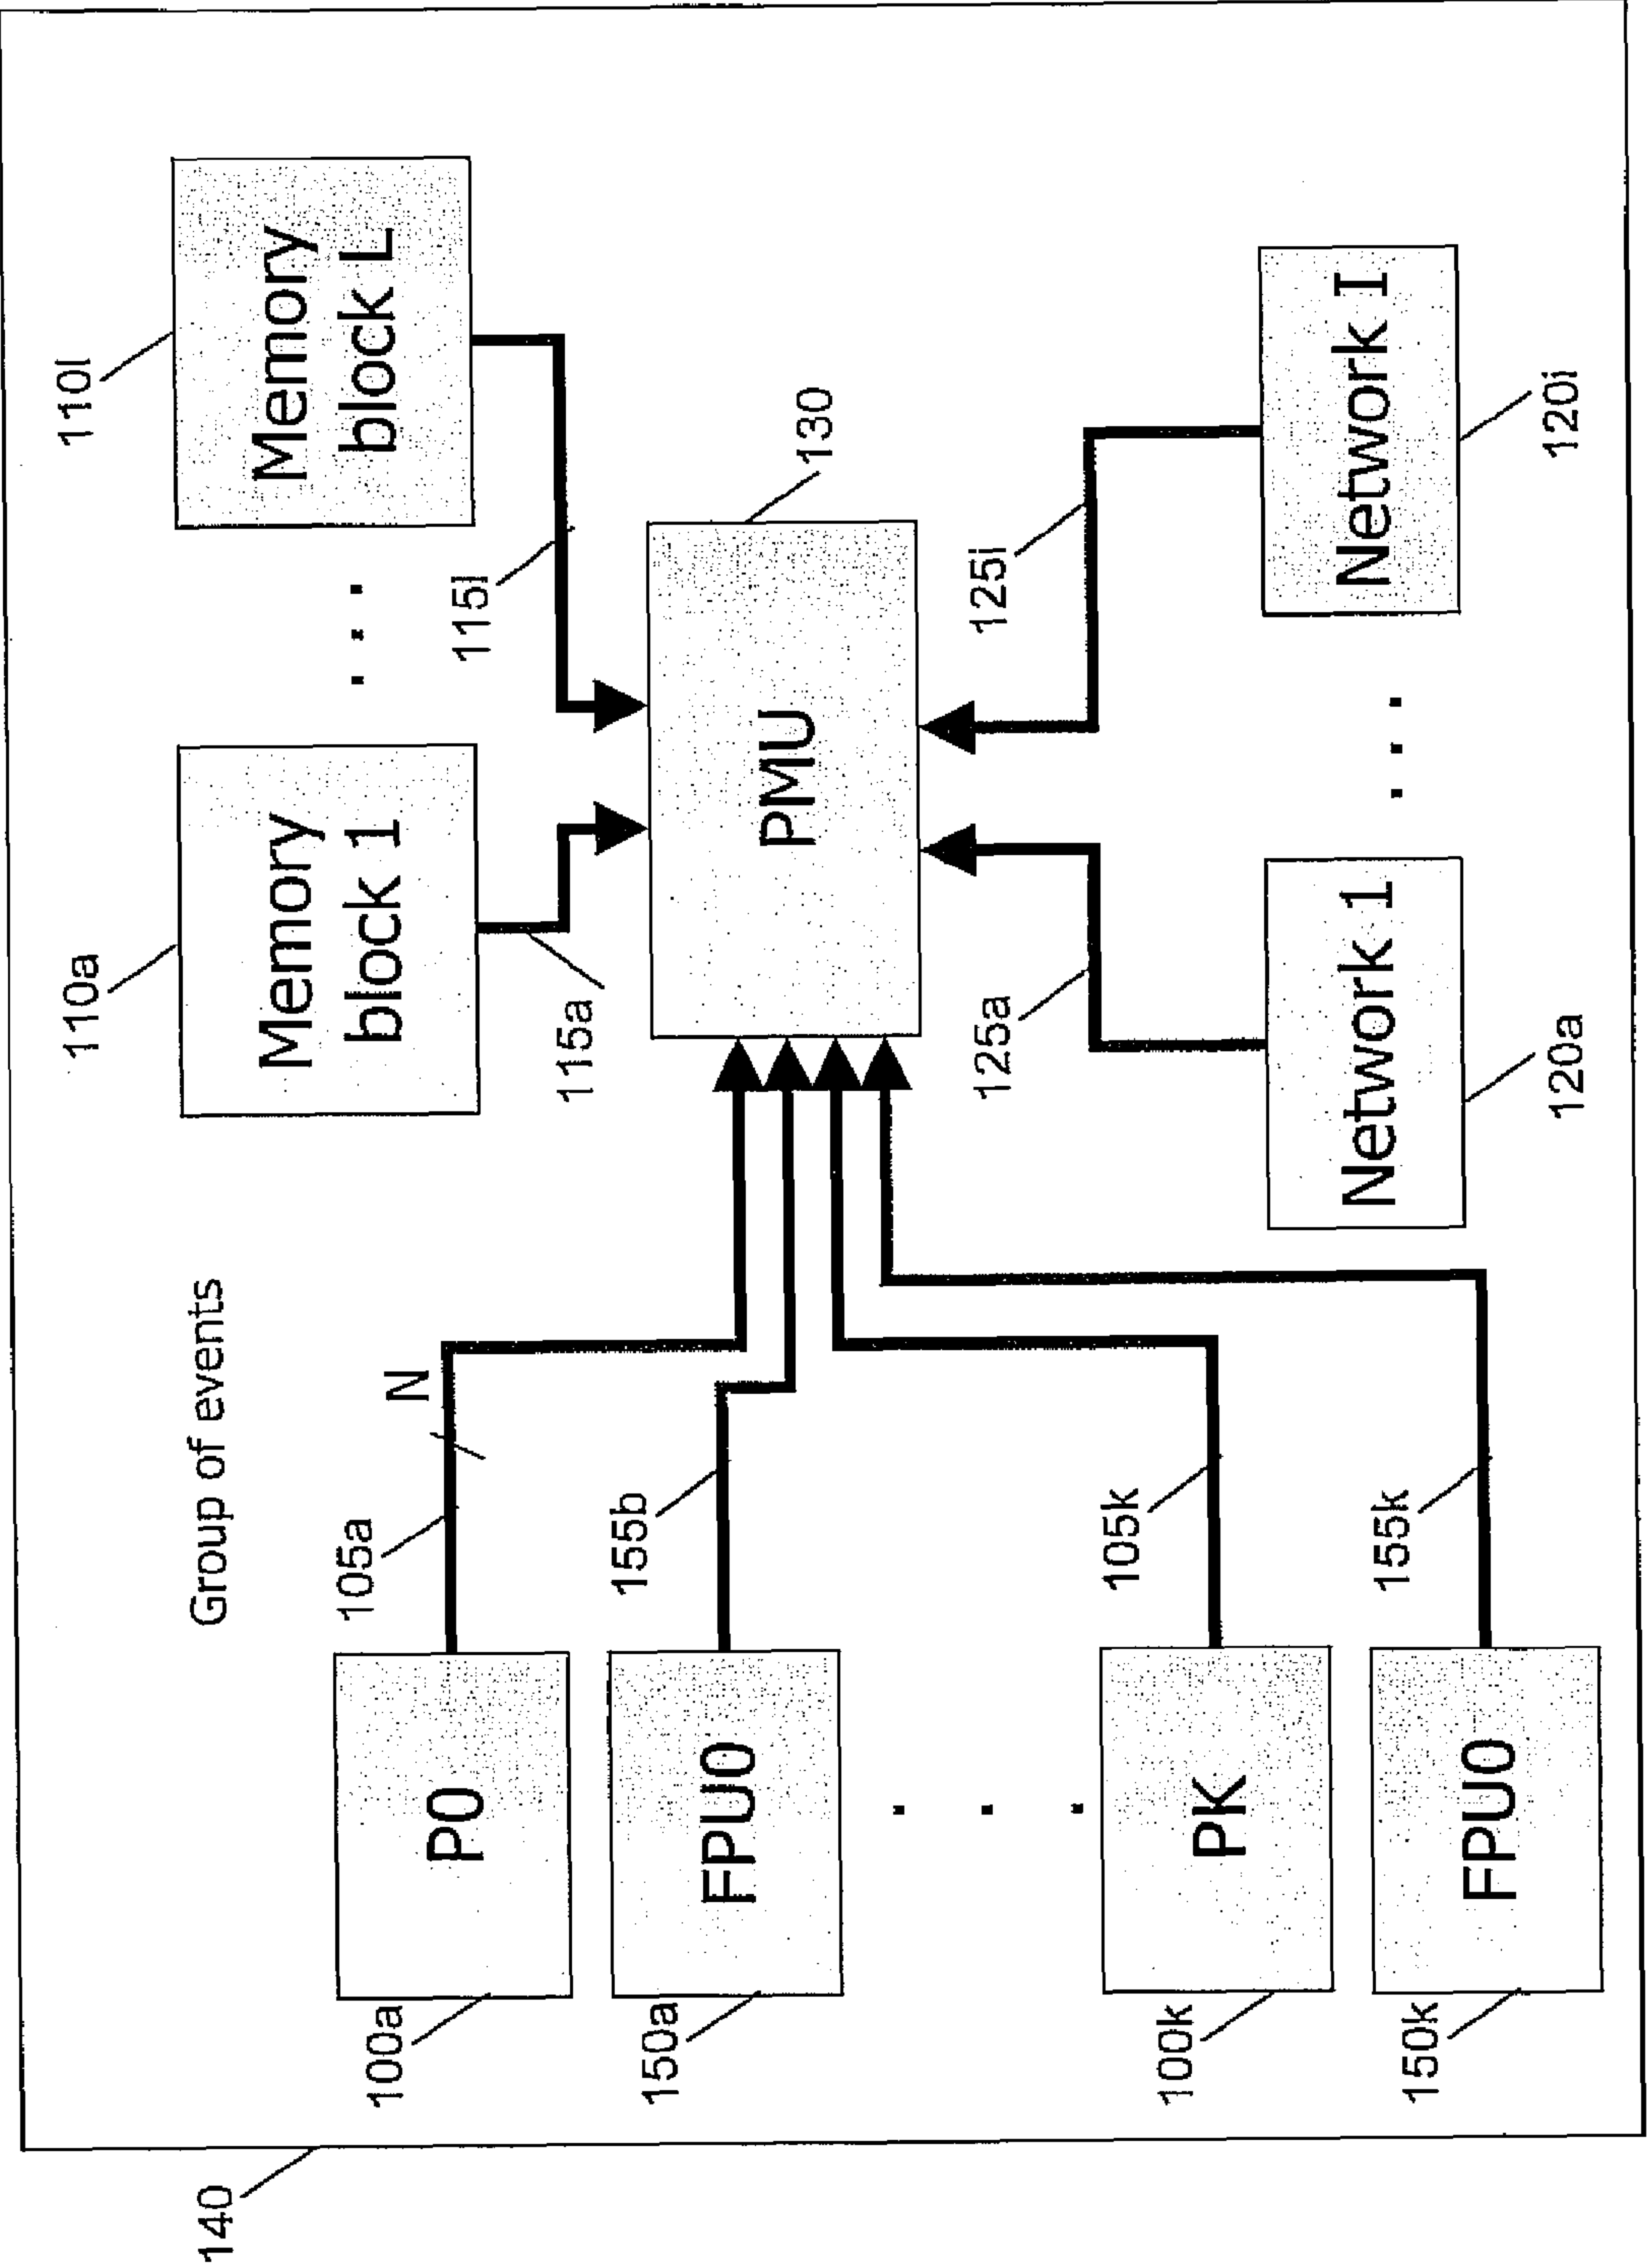 140
110a
110l
Memory
block 1
. . .
Memory
block L
Group of events
105a
N
115a
115l
100a
P0
130
PMU
150a
FPU0
155b
. . .
125a
125i
100k
PK
105k
Network 1
. . .
Network I
150k
FPU0
155k
120a
120i